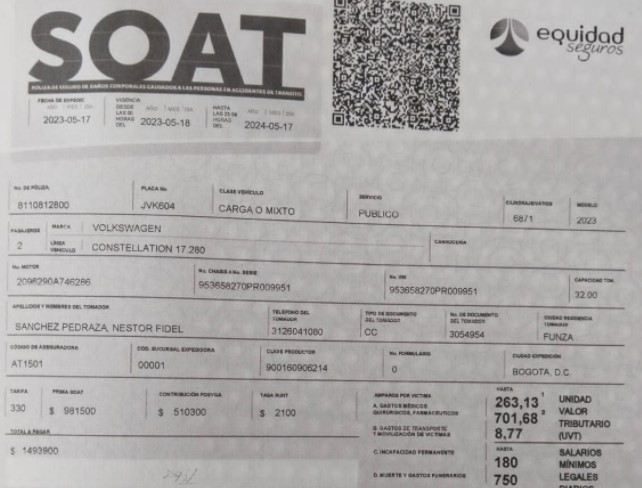 SOAT
equidad
seguros
PÓLIZA DE SEGURO DE DAÑOS CORPORALES CAUSADOS A LAS PERSONAS EN ACCIDENTES DE TRÁNSITO
FECHA DE EXPEDIC
AÑO | MES | DÍA
2023-05-17
VIGENCIA
DESDE
LAS 00
HORAS
DEL
AÑO | MES | DÍA
2023-05-18
HASTA
LAS 23:59
HORAS
DEL
AÑO | MES | DÍA
2024-05-17
No. DE PÓLIZA
8110812800
PLACA No.
JVK604
CLASE VEHÍCULO
CARGA O MIXTO
SERVICIO
PUBLICO
CILINDRAJE/VATIOS
6871
MODELO
2023
PASAJEROS
2
MARCA
VOLKSWAGEN
LÍNEA
VEHÍCULO
CONSTELLATION 17.280
CARROCERÍA
No. MOTOR
2096290A746286
No. CHASIS o No. SERIE
953658270PR009951
No. VIN
953658270PR009951
CAPACIDAD TON.
32.00
APELLIDOS Y NOMBRES DEL TOMADOR
SANCHEZ PEDRAZA, NESTOR FIDEL
TELÉFONO DEL
TOMADOR
3126041080
TIPO DE DOCUMENTO
DEL TOMADOR
CC
No. DE DOCUMENTO
DEL TOMADOR
3054954
CIUDAD RESIDENCIA
TOMADOR
FUNZA
CÓDIGO DE ASEGURADORA
AT1501
COD. SUCURSAL EXPEDIDORA
00001
CLAVE PRODUCTOR
900160906214
No. FORMULARIO
0
CIUDAD EXPEDICIÓN
BOGOTA, D.C.
TARIFA
330
PRIMA SOAT
$ 981500
CONTRIBUCIÓN FOSYGA
$ 510300
TASA RUNT
$ 2100
TOTAL A PAGAR
$ 1493900
AMPAROS POR VICTIMA
A. GASTOS MÉDICOS
QUIRÚRGICOS, FARMACÉUTICOS
B. GASTOS DE TRANSPORTE
Y MOVILIZACIÓN DE VICTIMAS
C. INCAPACIDAD PERMANENTE
D. MUERTE Y GASTOS FUNERARIOS
HASTA
263,13 1
701,68 2
8,77
UNIDAD
VALOR
TRIBUTARIO
(UVT)
HASTA
180
750
SALARIOS
MÍNIMOS
LEGALES
DIARIOS